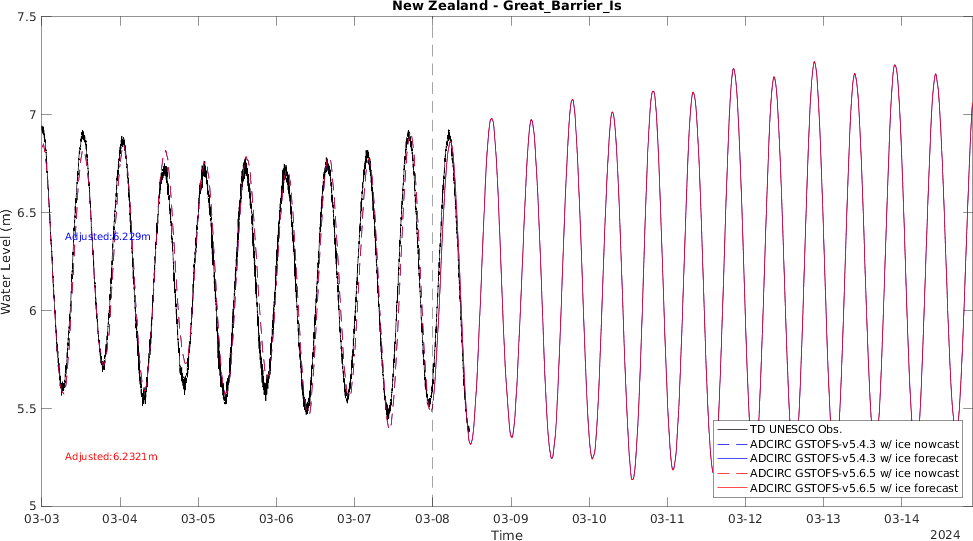 New Zealand - Great_Barrier_Is
7.5
7
6.5
6
5.5
5
Water Level (m)
Adjusted:6.229m
Adjusted:6.2321m
TD UNESCO Obs.
ADCIRC GSTOFS-v5.4.3 w/ ice nowcast
ADCIRC GSTOFS-v5.4.3 w/ ice forecast
ADCIRC GSTOFS-v5.6.5 w/ ice nowcast
ADCIRC GSTOFS-v5.6.5 w/ ice forecast
03-03 03-04 03-05 03-06 03-07 03-08 03-09 03-10 03-11 03-12 03-13 03-14
Time
2024